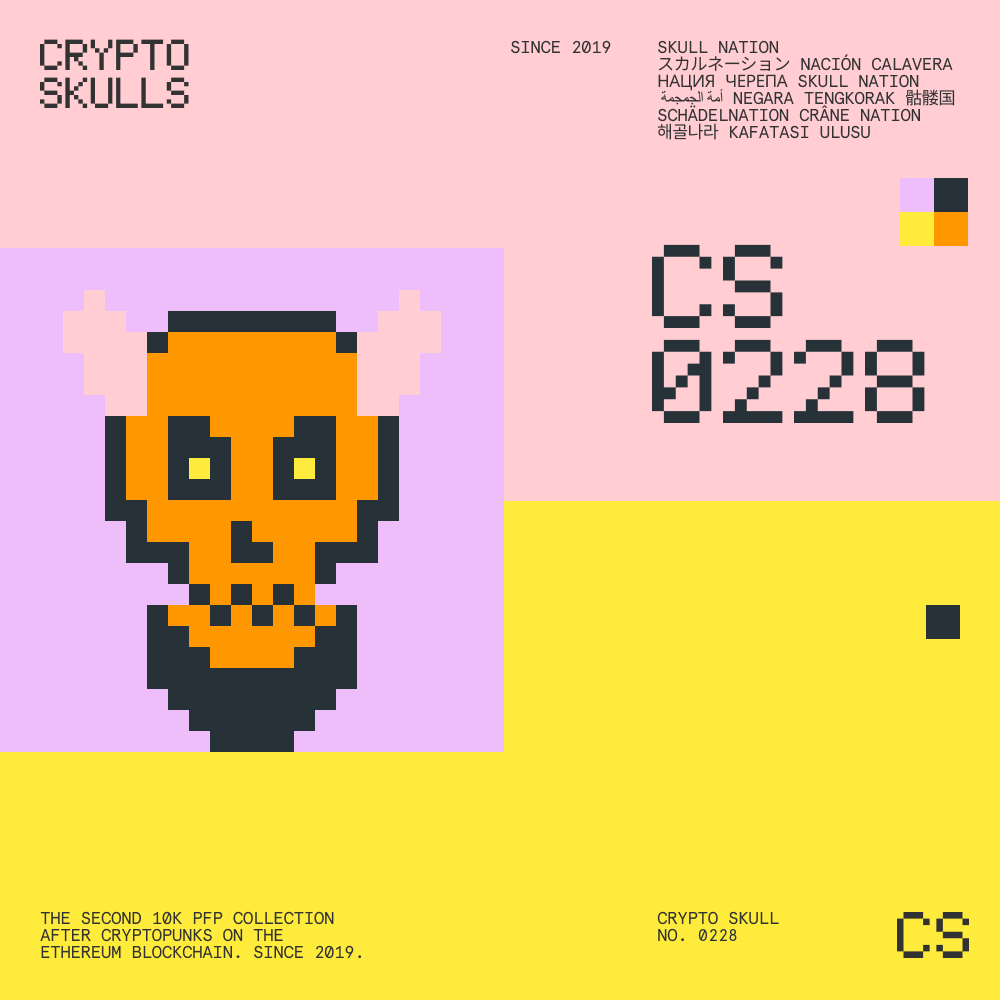 CRYPTO
SKULLS
SINCE 2019
SKULL NATION
スカルネーション NACIÓN CALAVERA
НАЦИЯ ЧЕРЕПА SKULL NATION
أمة الجمجمة NEGARA TENGKORAK 骷髅国
SCHÄDELNATION CRÂNE NATION
해골나라 KAFATASI ULUSU
CS
0228
THE SECOND 10K PFP COLLECTION
AFTER CRYPTOPUNKS ON THE
ETHEREUM BLOCKCHAIN. SINCE 2019.
CRYPTO SKULL
NO. 0228
CS